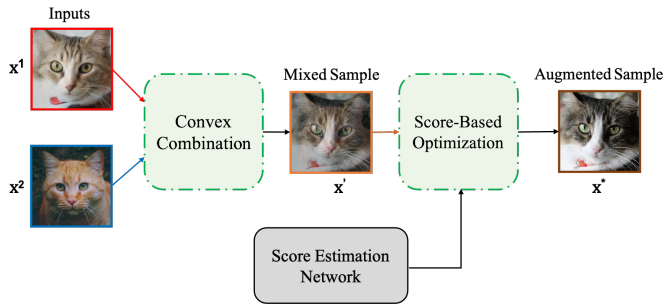 Inputs
x¹
x²
Convex
Combination
Mixed Sample
x'
Score-Based
Optimization
Augmented Sample
x*
Score Estimation
Network